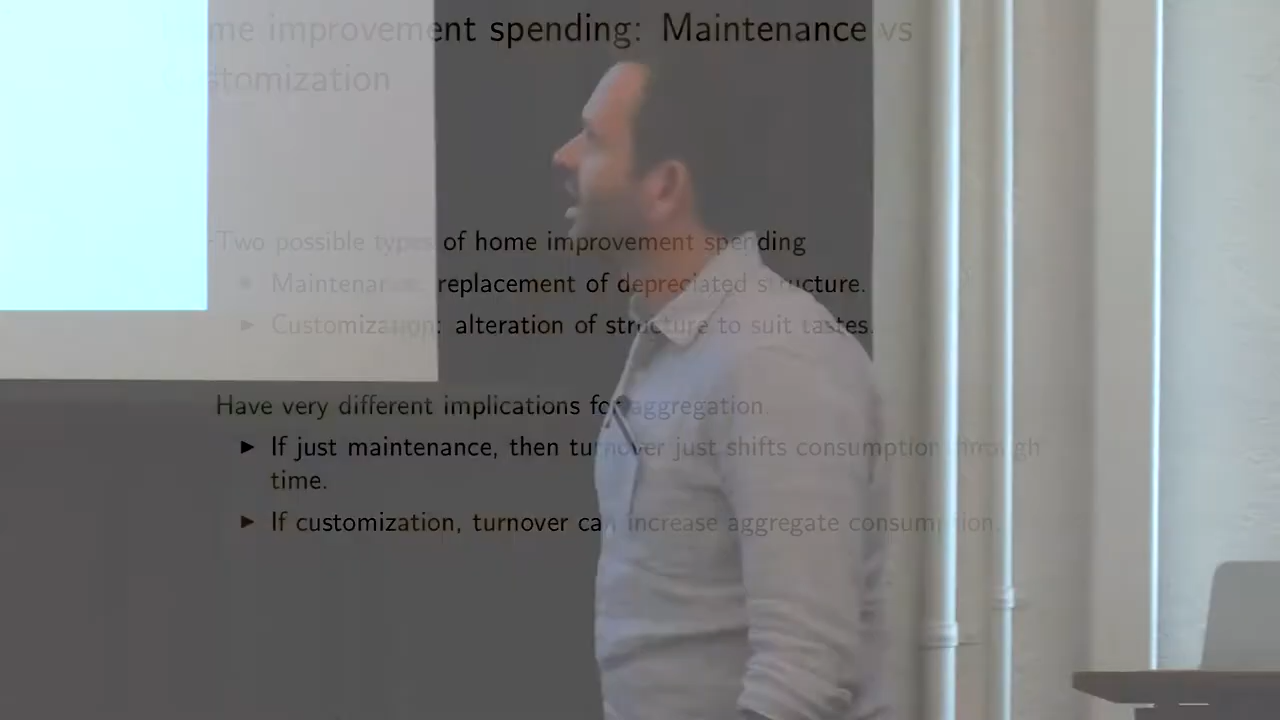 me improvement spending: Maintenance vs
stomization
Two possible types of home improvement spending
Maintenance: replacement of depreciated structure.
► Customization: alteration of structure to suit tastes.
Have very different implications for aggregation.
► If just maintenance, then turnover just shifts consumption through
time.
► If customization, turnover can increase aggregate consumption.